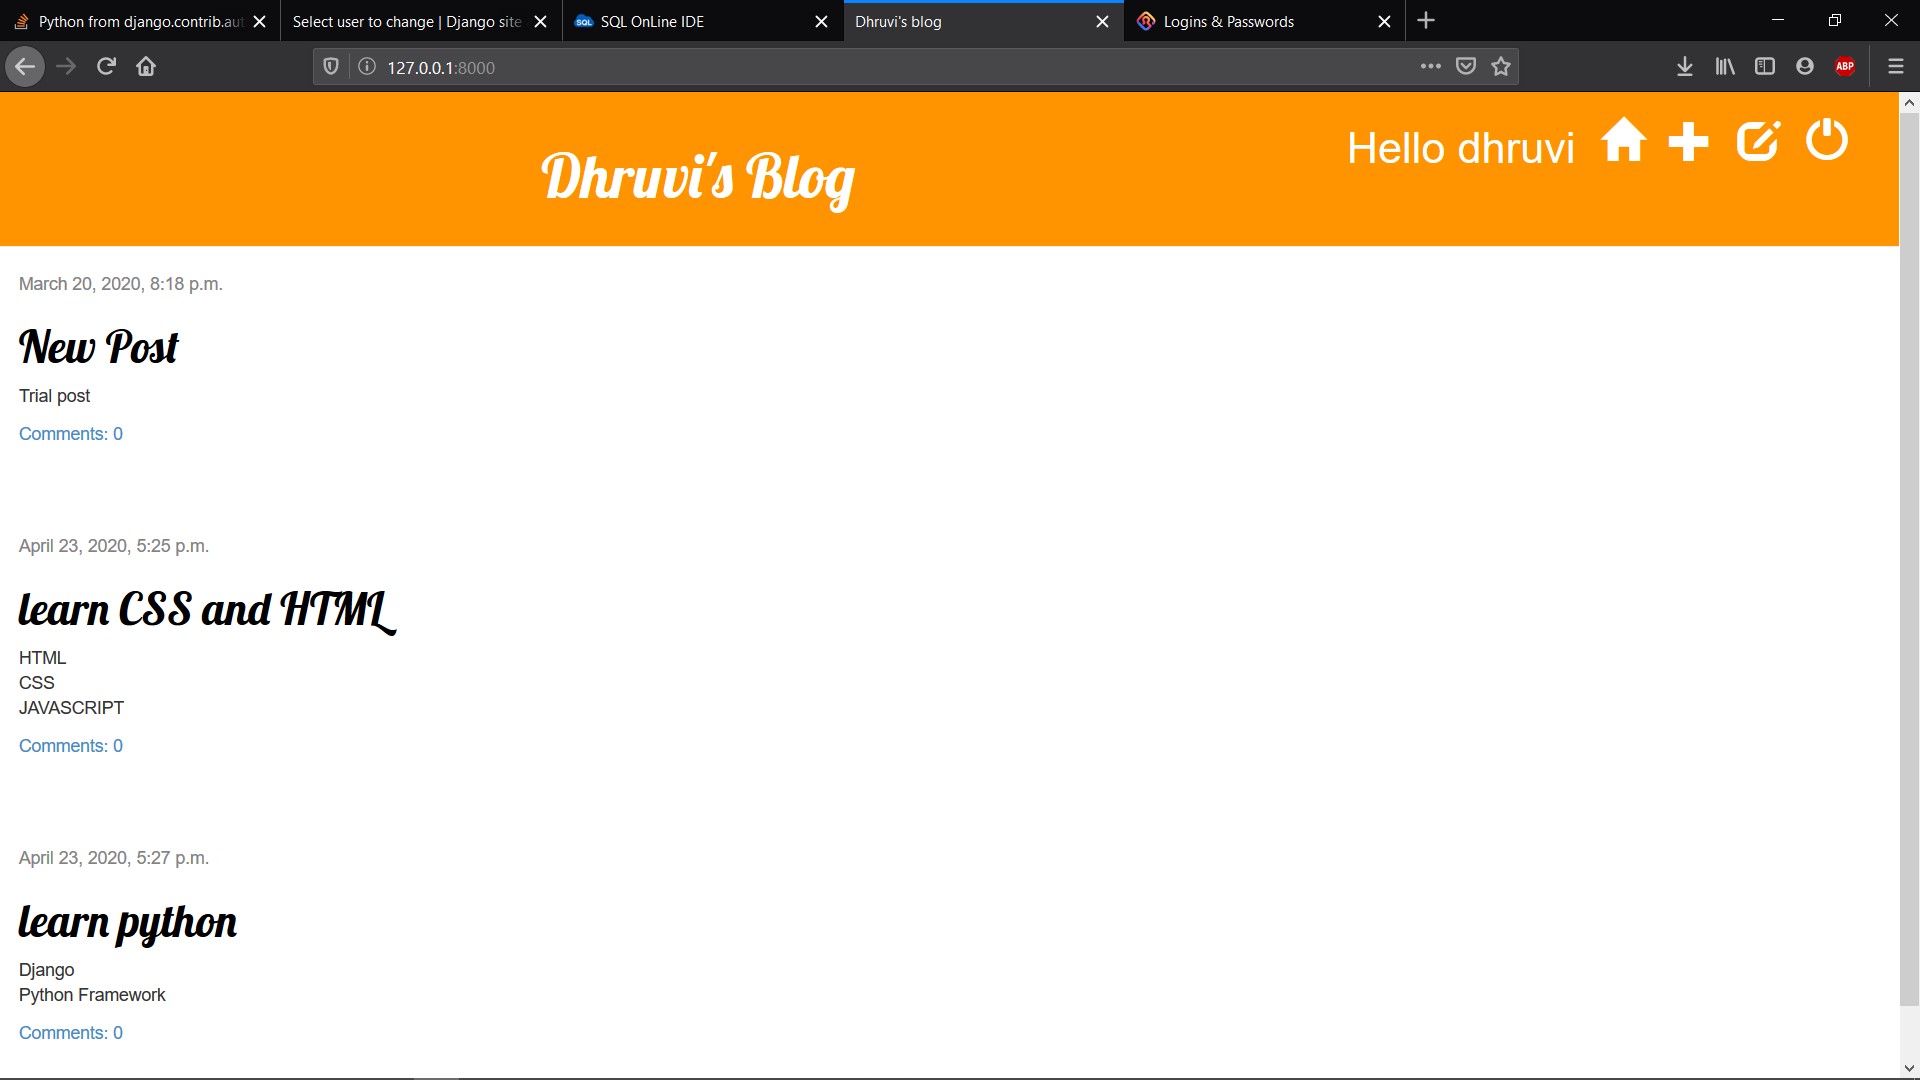 Python from django.contrib.aut
Select user to change | Django site
SQL OnLine IDE
Dhruvi's blog
Logins & Passwords
127.0.0.1:8000
ABP
Dhruvi's Blog
Hello dhruvi
March 20, 2020, 8:18 p.m.
New Post
Trial post
Comments: 0
April 23, 2020, 5:25 p.m.
learn CSS and HTML
HTML
CSS
JAVASCRIPT
Comments: 0
April 23, 2020, 5:27 p.m.
learn python
Django
Python Framework
Comments: 0